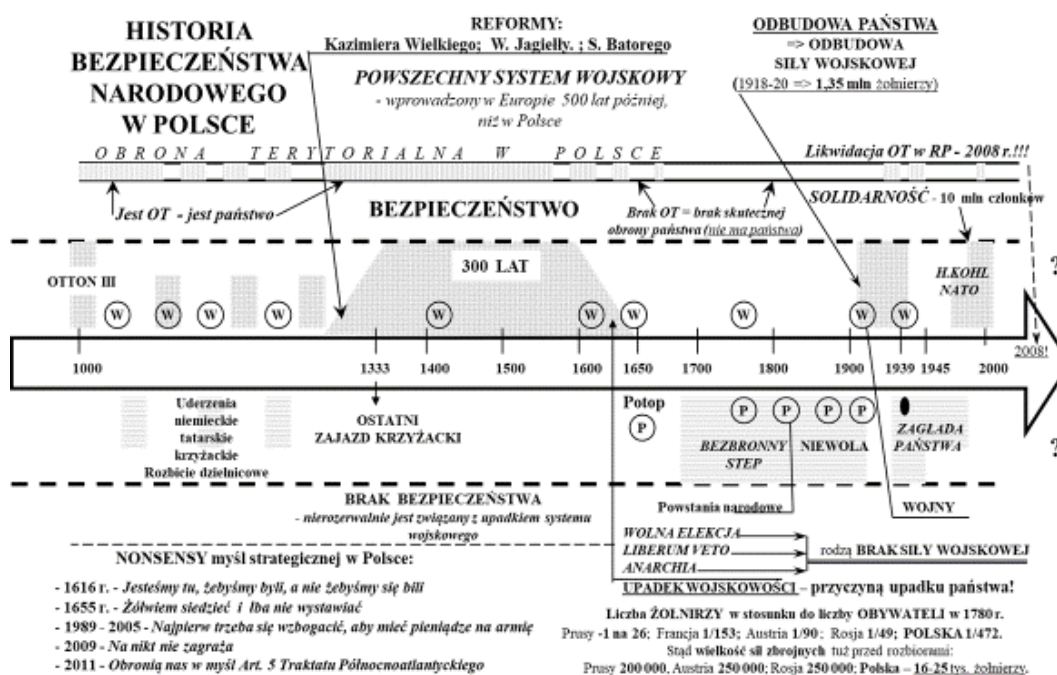 HISTORIA
BEZPIECZEŃSTWA
NARODOWEGO
W POLSCE
REFORMY:
Kazimiera Wielkiego; W. Jagiełły. ; S. Batorego
POWSZECHNY SYSTEM WOJSKOWY
- wprowadzony w Europie 500 lat później,
niż w Polsce
ODBUDOWA PAŃSTWA
=> ODBUDOWA
SIŁY WOJSKOWEJ
(1918-20 => 1,35 mln żołnierzy)
OBRONA TERYTORIALNA W POLSCE
Likwidacja OT w RP - 2008 r.!!!
Jest OT - jest państwo
BEZPIECZEŃSTWO
Brak OT = brak skutecznej
obrony państwa (nie ma państwa)
SOLIDARNOŚĆ - 10 mln członków
OTTON III
300 LAT
H.KOHL
NATO
?
W W W W W W W W W W
2008!
1000 1333 1400 1500 1600 1650 1700 1800 1900 1939 1945 2000
Uderzenia
niemieckie
tatarskie
krzyżackie
Rozbicie dzielnicowe
OSTATNI
ZAJAZD KRZYŻACKI
Potop
P P P P P
BEZBRONNY
STEP
NIEWOLA
ZAGŁADA
PAŃSTWA
?
BRAK BEZPIECZEŃSTWA
- nierozerwalnie jest związany z upadkiem systemu
wojskowego
Powstania narodowe
WOJNY
WOLNA ELEKCJA
LIBERUM VETO
ANARCHIA
rodzą BRAK SIŁY WOJSKOWEJ
UPADEK WOJSKOWOŚCI – przyczyną upadku państwa!
NONSENSY myśl strategicznej w Polsce:
- 1616 r. - Jesteśmy tu, żebyśmy byli, a nie żebyśmy się bili
- 1655 r. - Żółwiem siedzieć i łba nie wystawiać
- 1989 - 2005 - Najpierw trzeba się wzbogacić, aby mieć pieniądze na armię
- 2009 - Na nikt nie zagraża
- 2011 - Obronią nas w myśl Art. 5 Traktatu Północnoatlantyckiego
Liczba ŻOŁNIRZY w stosunku do liczby OBYWATELI w 1780 r.
Prusy -1 na 26; Francja 1/153; Austria 1/90; Rosja 1/49; POLSKA 1/472.
Stąd wielkość sił zbrojnych tuż przed rozbiorami:
Prusy 200 000, Austria 250 000; Rosja 250 000; Polska – 16-25 tys. żołnierzy.